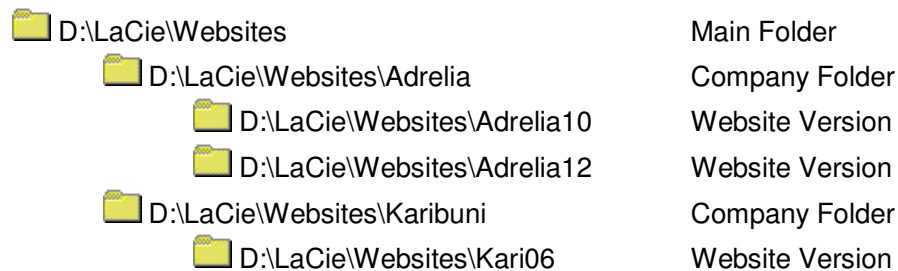 D:\LaCie\Websites Main Folder
D:\LaCie\Websites\Adrelia Company Folder
D:\LaCie\Websites\Adrelia10 Website Version
D:\LaCie\Websites\Adrelia12 Website Version
D:\LaCie\Websites\Karibuni Company Folder
D:\LaCie\Websites\Kari06 Website Version